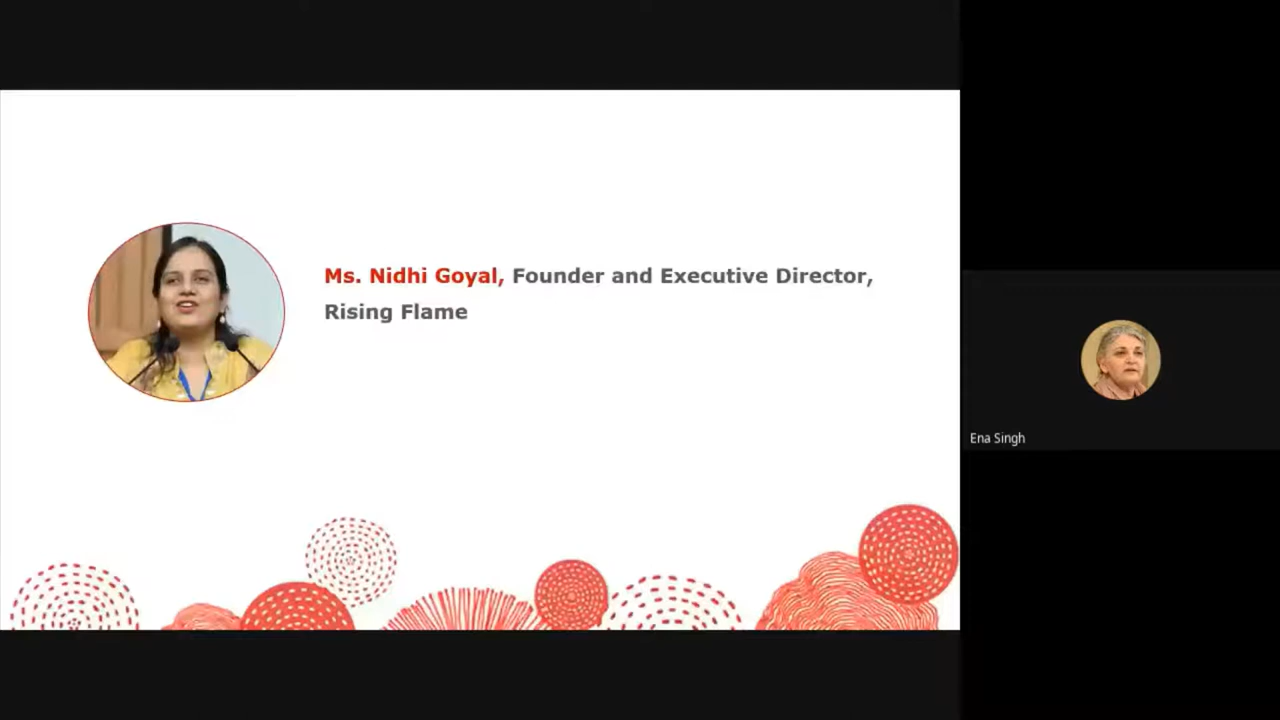 Ms. Nidhi Goyal, Founder and Executive Director,
Rising Flame
Ena Singh